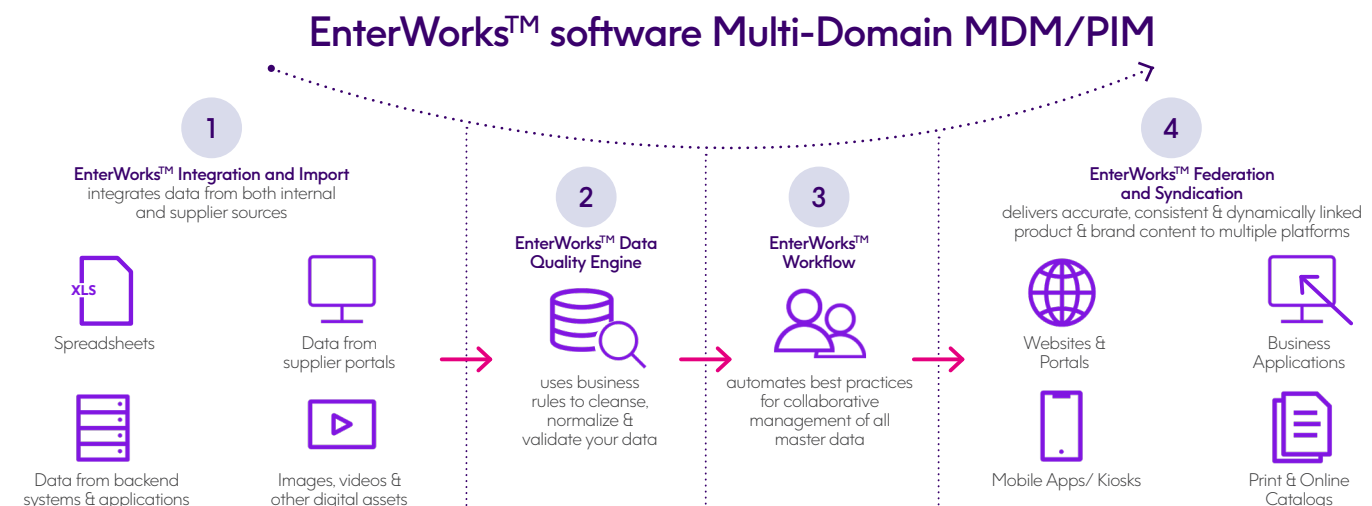 EnterWorks™ software Multi-Domain MDM/PIM
1
EnterWorks™ Integration and Import
integrates data from both internal
and supplier sources
XLS
Spreadsheets
Data from
supplier portals
Data from backend
systems & applications
Images, videos &
other digital assets
2
EnterWorks™ Data
Quality Engine
uses business
rules to cleanse,
normalize &
validate your data
3
EnterWorks™
Workflow
automates best practices
for collaborative
management of all
master data
4
EnterWorks™ Federation
and Syndication
delivers accurate, consistent & dynamically linked
product & brand content to multiple platforms
Websites &
Portals
Business
Applications
Mobile Apps/ Kiosks
Print & Online
Catalogs